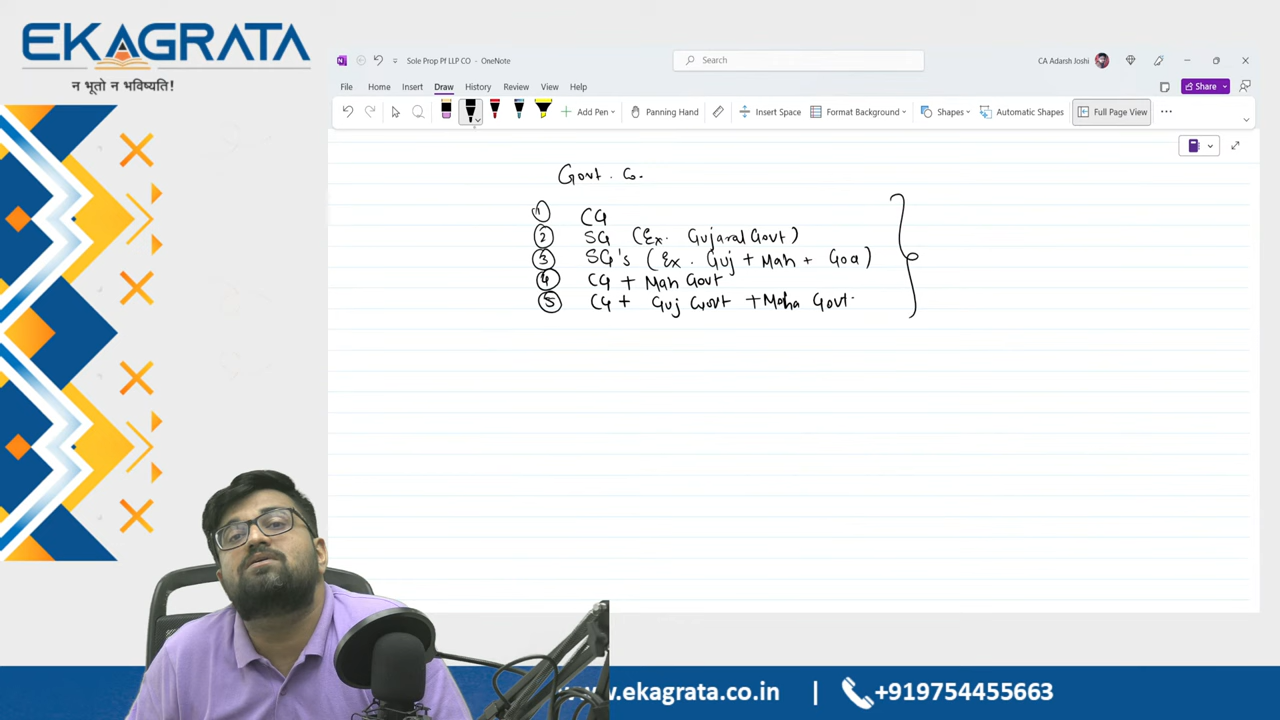 EKAGRATA
न भूतो न भविष्यति!
Sole Prop Pf LLP CO - OneNote
Search
CA Adarsh Joshi
File Home Insert Draw History Review View Help
Share
Add Pen
Panning Hand
Insert Space
Format Background
Shapes
Automatic Shapes
Full Page View
Govt. Co.
1 CG
2 SG (Ex. Gujarat Govt)
3 SG's (Ex. Guj + Mah + Goa)
4 CG + Mah Govt
5 CG + Guj Govt + Maha Govt.
www.ekagrata.co.in | +919754455663